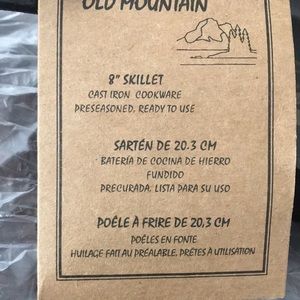 OLD MOUNTAIN
8" SKILLET
CAST IRON COOKWARE
PRESEASONED, READY TO USE
SARTÉN DE 20.3 CM
BATERÍA DE COCINA DE HIERRO
FUNDIDO
PRECURADA, LISTA PARA SU USO
POÊLE À FRIRE DE 20,3 CM
POÊLES EN FONTE
HUILAGE FAIT AU PRÉALABLE, PRÊTES À UTILISATION